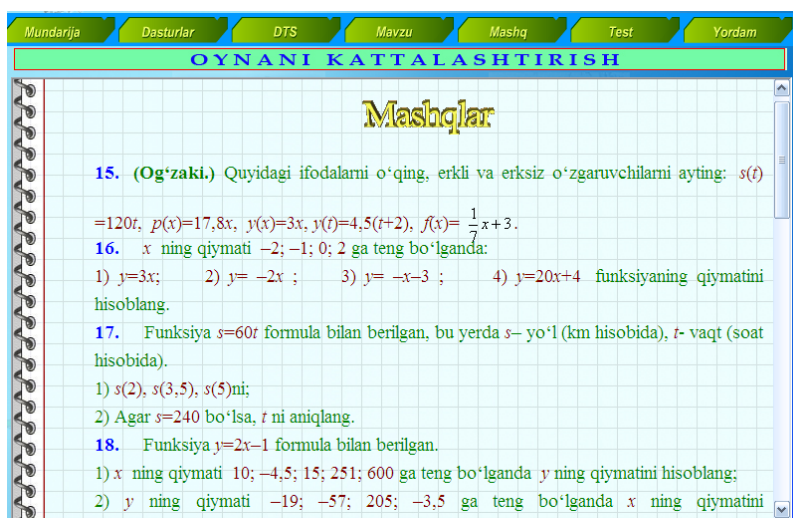 Mundarija Dasturlar DTS Mavzu Mashq Test Yordam
OYNANI KATTALASHTIRISH
Mashqlar
15. (Og‘zaki.) Quyidagi ifodalarni o‘qing, erkli va erksiz o‘zgaruvchilarni ayting: s(t)
=120t, p(x)=17,8x, y(x)=3x, y(t)=4,5(t+2), f(x)= 1/7 x+3.
16. x ning qiymati –2; –1; 0; 2 ga teng bo‘lganda:
1) y=3x; 2) y= –2x ; 3) y= –x–3 ; 4) y=20x+4 funksiyaning qiymatini
hisoblang.
17. Funksiya s=60t formula bilan berilgan, bu yerda s– yo‘l (km hisobida), t- vaqt (soat
hisobida).
1) s(2), s(3,5), s(5)ni;
2) Agar s=240 bo‘lsa, t ni aniqlang.
18. Funksiya y=2x–1 formula bilan berilgan.
1) x ning qiymati 10; –4,5; 15; 251; 600 ga teng bo‘lganda y ning qiymatini hisoblang;
2) y ning qiymati –19; –57; 205; –3,5 ga teng bo‘lganda x ning qiymatini